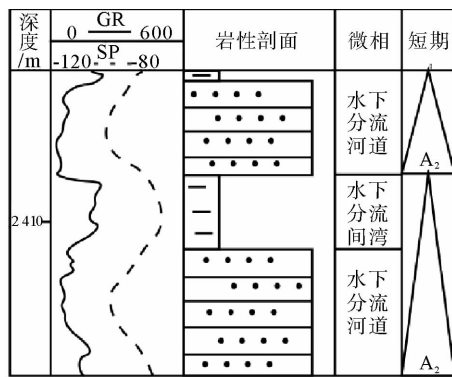 深度/m
0 GR 600
-120 SP -80
岩性剖面
微相
短期
水下分流河道
A₂
2 410
水下分流间湾
水下分流河道
A₂